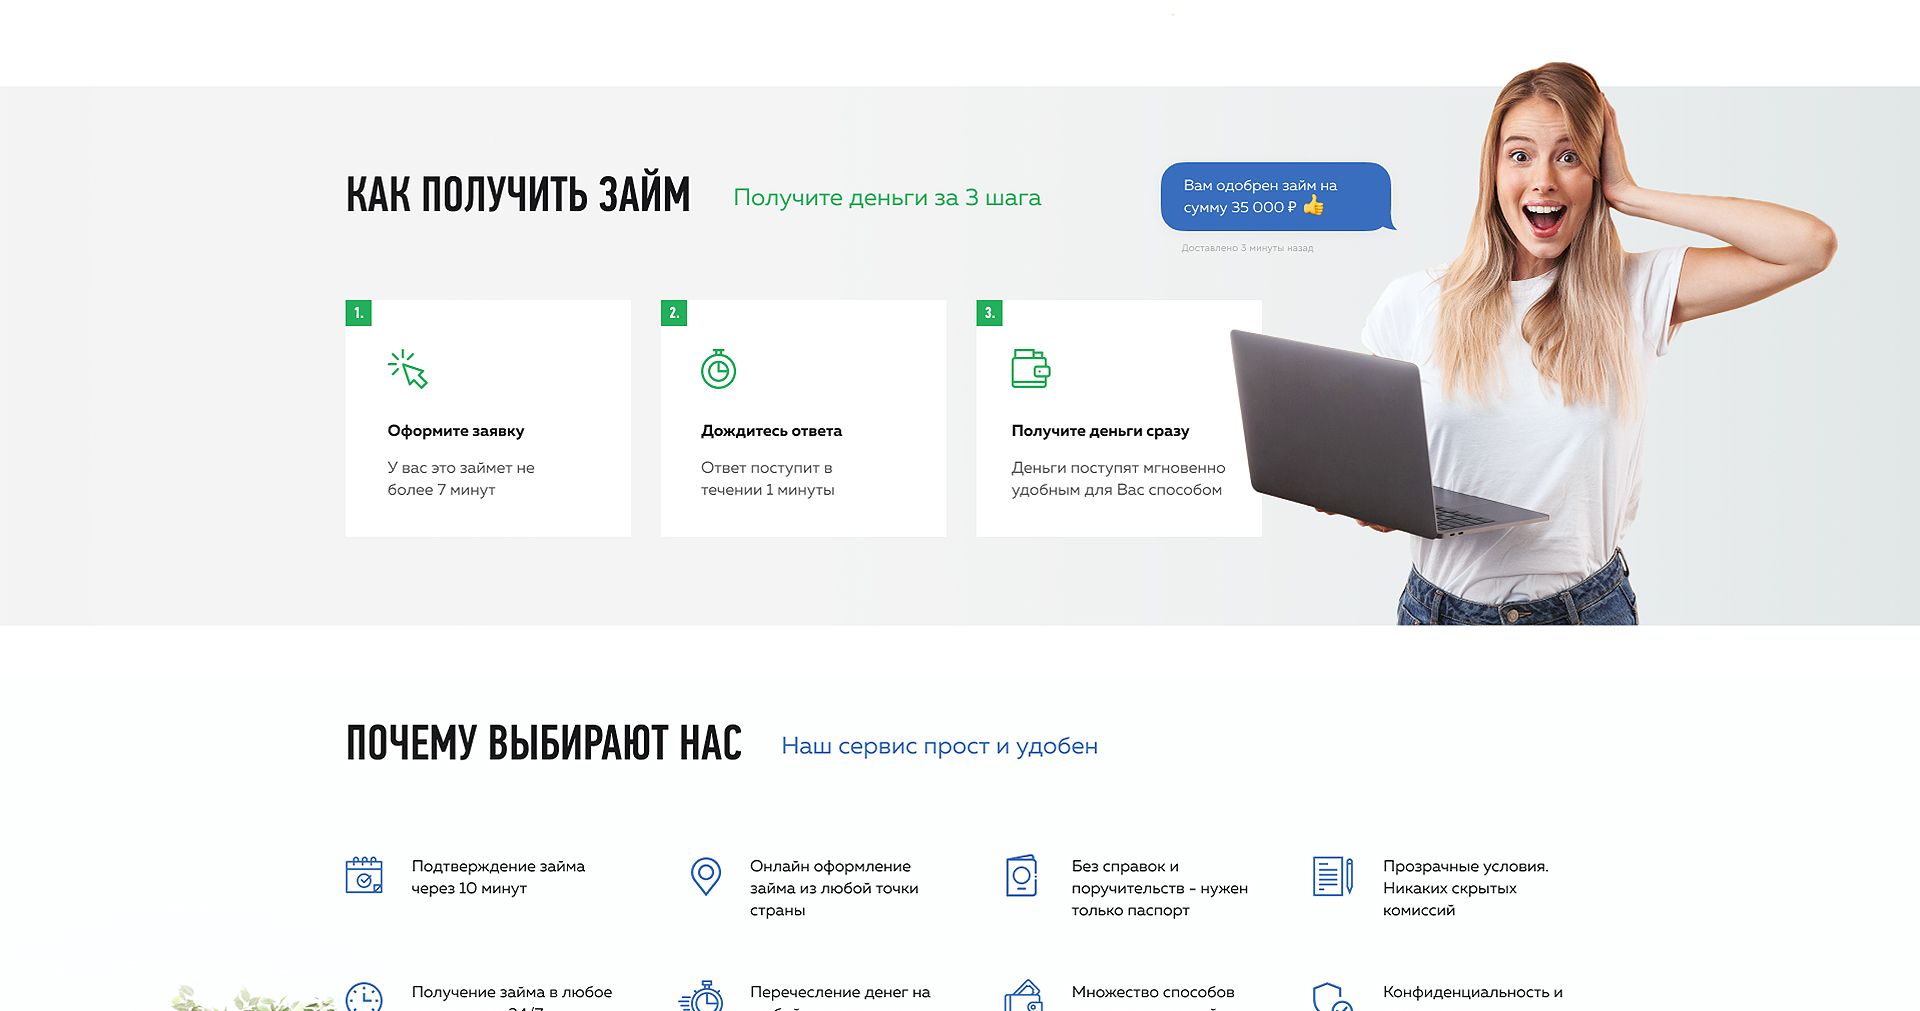 КАК ПОЛУЧИТЬ ЗАЙМ
Получите деньги за 3 шага
Вам одобрен займ на
сумму 35 000 ₽ 👍
Доставлено 3 минуты назад
1.
Оформите заявку
У вас это займет не
более 7 минут
2.
Дождитесь ответа
Ответ поступит в
течении 1 минуты
3.
Получите деньги сразу
Деньги поступят мгновенно
удобным для Вас способом
ПОЧЕМУ ВЫБИРАЮТ НАС
Наш сервис прост и удобен
Подтверждение займа
через 10 минут
Онлайн оформление
займа из любой точки
страны
Без справок и
поручительств - нужен
только паспорт
Прозрачные условия.
Никаких скрытых
комиссий
Получение займа в любое
24/7
Перечесление денег на
Множество способов
Конфиденциальность и